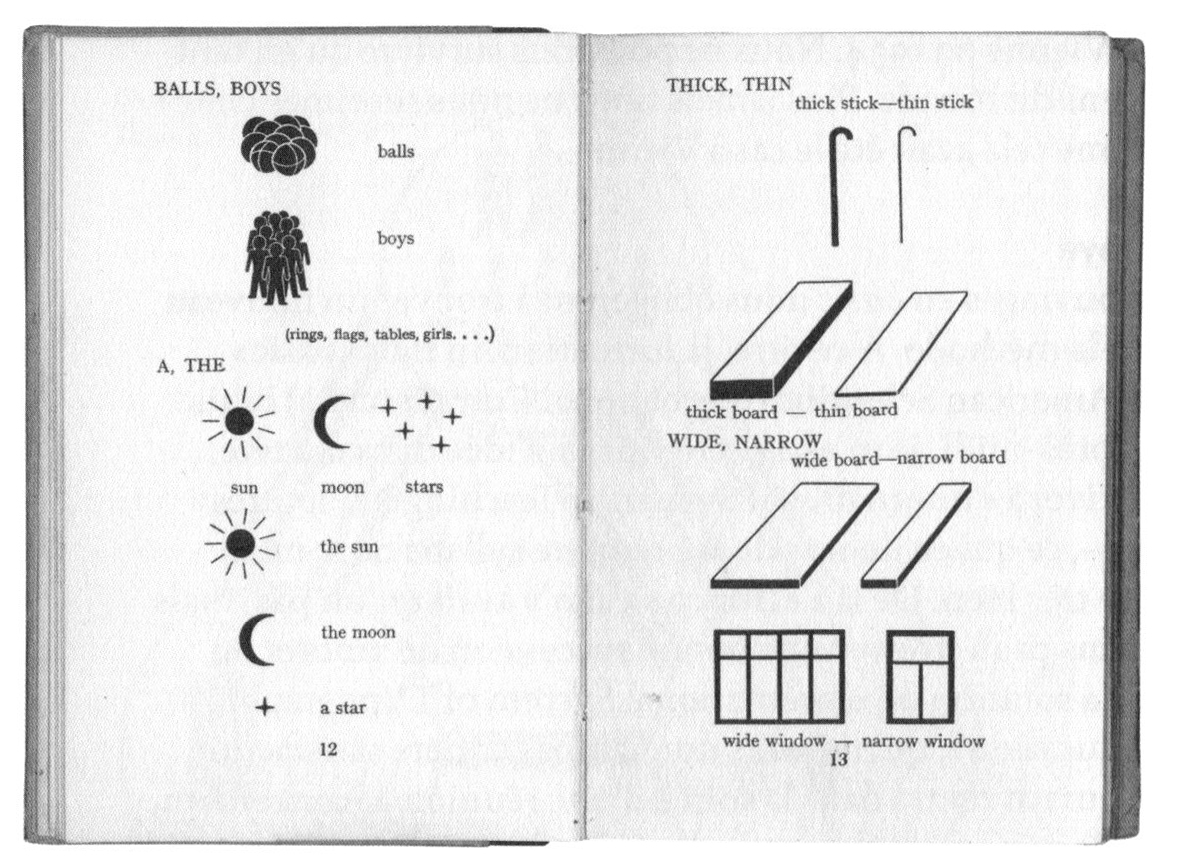 BALLS, BOYS
balls
boys
(rings, flags, tables, girls. . . .)
A, THE
sun moon stars
the sun
the moon
a star
12
THICK, THIN
thick stick—thin stick
thick board — thin board
WIDE, NARROW
wide board—narrow board
wide window — narrow window
13